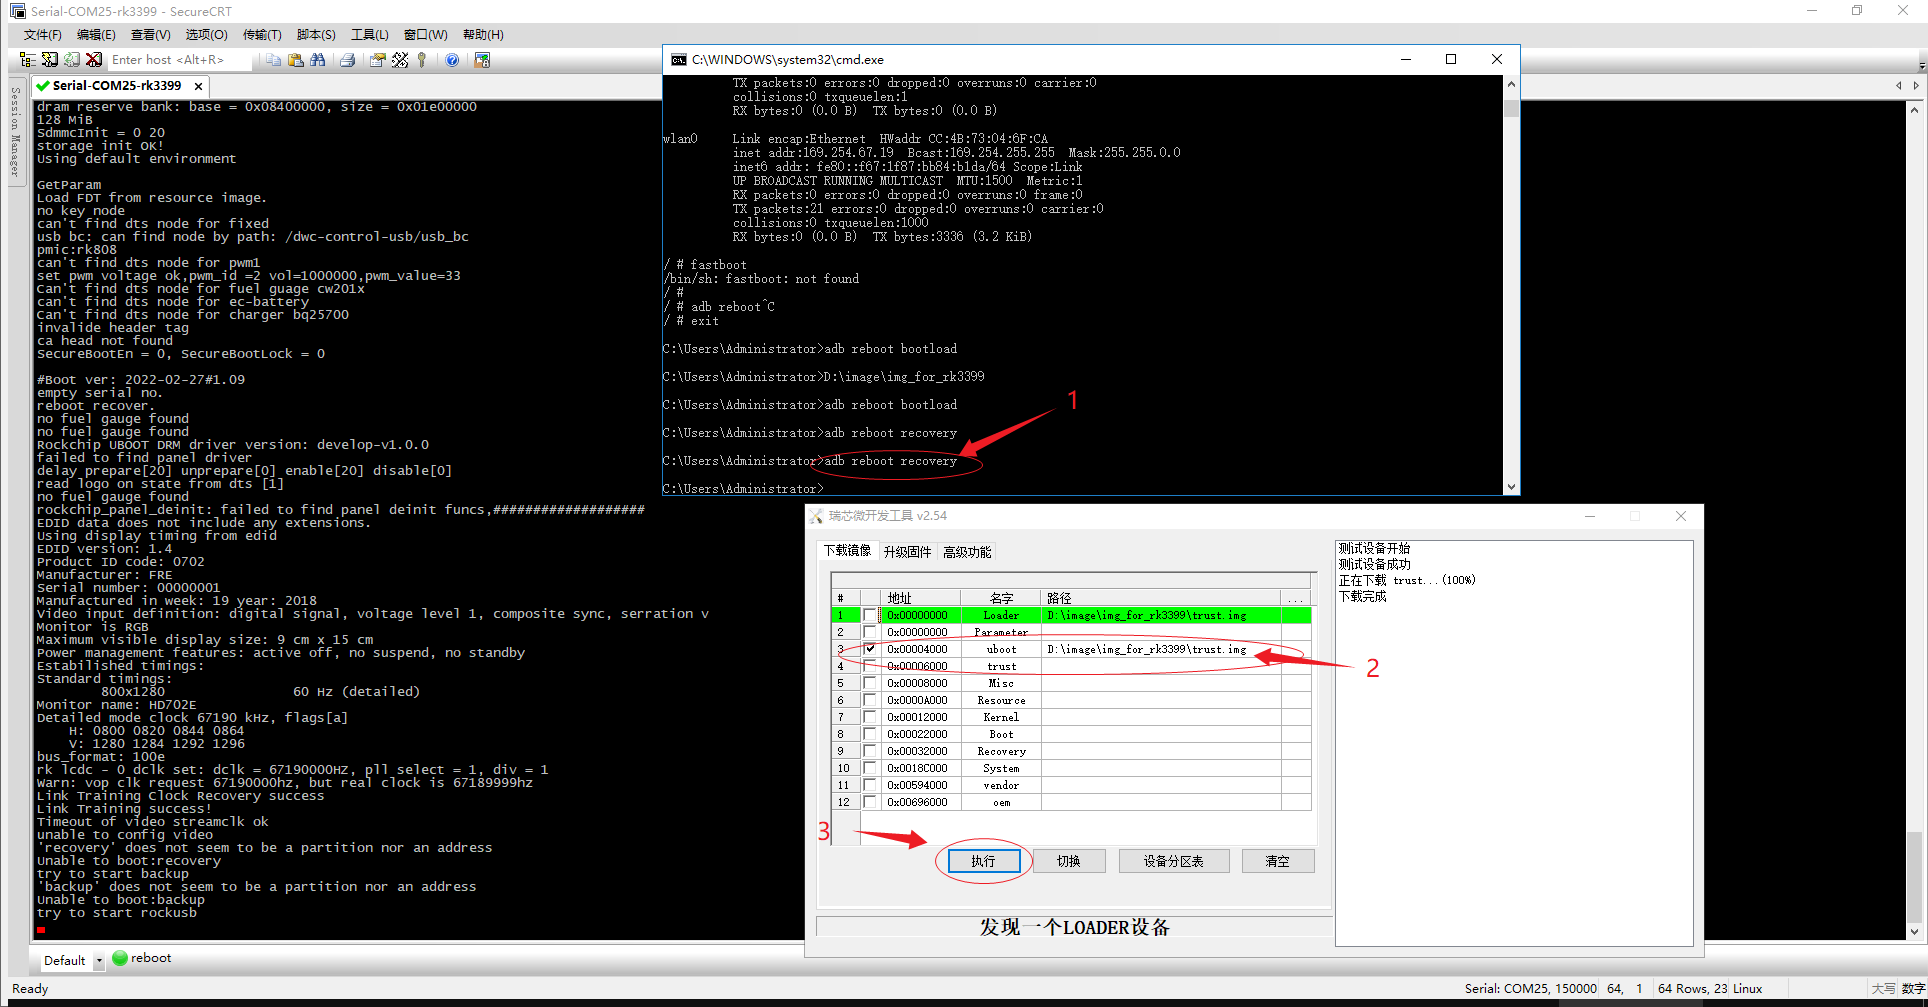 Serial-COM25-rk3399 - SecureCRT
文件(F) 编辑(E) 查看(V) 选项(O) 传输(T) 脚本(S) 工具(L) 窗口(W) 帮助(H)
Enter host <Alt+R>
Serial-COM25-rk3399
Session Manager
dram reserve bank: base = 0x08400000, size = 0x01e00000
128 MiB
SdmmcInit = 0 20
storage init OK!
Using default environment
GetParam
Load FDT from resource image.
no key node
can't find dts node for fixed
usb bc: can find node by path: /dwc-control-usb/usb_bc
pmic:rk808
can't find dts node for pwm1
set pwm voltage ok,pwm_id =2 vol=1000000,pwm_value=33
Can't find dts node for fuel guage cw201x
can't find dts node for ec-battery
Can't find dts node for charger bq25700
invalide header tag
ca head not found
SecureBootEn = 0, SecureBootLock = 0
#Boot ver: 2022-02-27#1.09
empty serial no.
reboot recover.
no fuel gauge found
no fuel gauge found
Rockchip UBOOT DRM driver version: develop-v1.0.0
failed to find panel driver
delay prepare[20] unprepare[0] enable[20] disable[0]
read logo on state from dts [1]
no fuel gauge found
rockchip_panel_deinit: failed to find panel deinit funcs,###################
EDID data does not include any extensions.
Using display timing from edid
EDID version: 1.4
Product ID code: 0702
Manufacturer: FRE
Serial number: 00000001
Manufactured in week: 19 year: 2018
Video input definition: digital signal, voltage level 1, composite sync, serration v
Monitor is RGB
Maximum visible display size: 9 cm x 15 cm
Power management features: active off, no suspend, no standby
Estabilished timings:
Standard timings:
800x1280 60 Hz (detailed)
Monitor name: HD702E
Detailed mode clock 67190 kHz, flags[a]
H: 0800 0820 0844 0864
V: 1280 1284 1292 1296
bus_format: 100e
rk lcdc - 0 dclk set: dclk = 67190000HZ, pll select = 1, div = 1
Warn: vop clk request 67190000hz, but real clock is 67189999hz
Link Training Clock Recovery success
Link Training success!
Timeout of video streamclk ok
unable to config video
'recovery' does not seem to be a partition nor an address
Unable to boot:recovery
try to start backup
'backup' does not seem to be a partition nor an address
Unable to boot:backup
try to start rockusb
C:\WINDOWS\system32\cmd.exe
TX packets:0 errors:0 dropped:0 overruns:0 carrier:0
collisions:0 txqueuelen:1
RX bytes:0 (0.0 B) TX bytes:0 (0.0 B)
wlan0 Link encap:Ethernet HWaddr CC:4B:73:04:6F:CA
inet addr:169.254.67.19 Bcast:169.254.255.255 Mask:255.255.0.0
inet6 addr: fe80::f67:1f87:bb84:b1da/64 Scope:Link
UP BROADCAST RUNNING MULTICAST MTU:1500 Metric:1
RX packets:0 errors:0 dropped:0 overruns:0 frame:0
TX packets:21 errors:0 dropped:0 overruns:0 carrier:0
collisions:0 txqueuelen:1000
RX bytes:0 (0.0 B) TX bytes:3336 (3.2 KiB)
/ # fastboot
/bin/sh: fastboot: not found
/ #
/ # adb reboot^C
/ # exit
C:\Users\Administrator>adb reboot bootload
C:\Users\Administrator>D:\image\img_for_rk3399
C:\Users\Administrator>adb reboot bootload
C:\Users\Administrator>adb reboot recovery
C:\Users\Administrator>adb reboot recovery
C:\Users\Administrator>
1
瑞芯微开发工具 v2.54
下载镜像 升级固件 高级功能
# 地址 名字 路径 ...
1 0x00000000 Loader D:\image\img_for_rk3399\trust.img
2 0x00000000 Parameter
3 0x00004000 uboot D:\image\img_for_rk3399\trust.img
4 0x00006000 trust
5 0x00008000 Misc
6 0x0000A000 Resource
7 0x00012000 Kernel
8 0x00022000 Boot
9 0x00032000 Recovery
10 0x0018C000 System
11 0x00594000 vendor
12 0x00696000 oem
2
3
执行 切换 设备分区表 清空
发现一个LOADER设备
测试设备开始
测试设备成功
正在下载 trust...(100%)
下载完成
Default reboot
Ready Serial: COM25, 150000 64, 1 64 Rows, 23 Linux 大写 数字